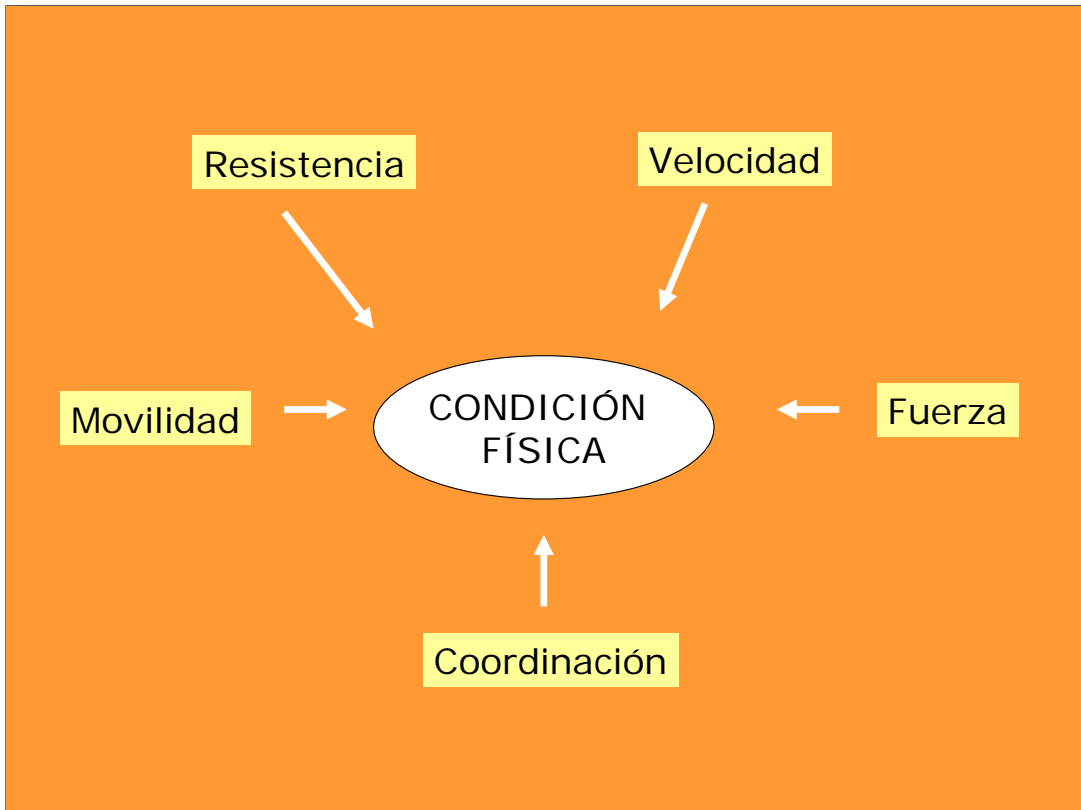 Resistencia
Velocidad
Movilidad
CONDICIÓN
FÍSICA
Fuerza
Coordinación